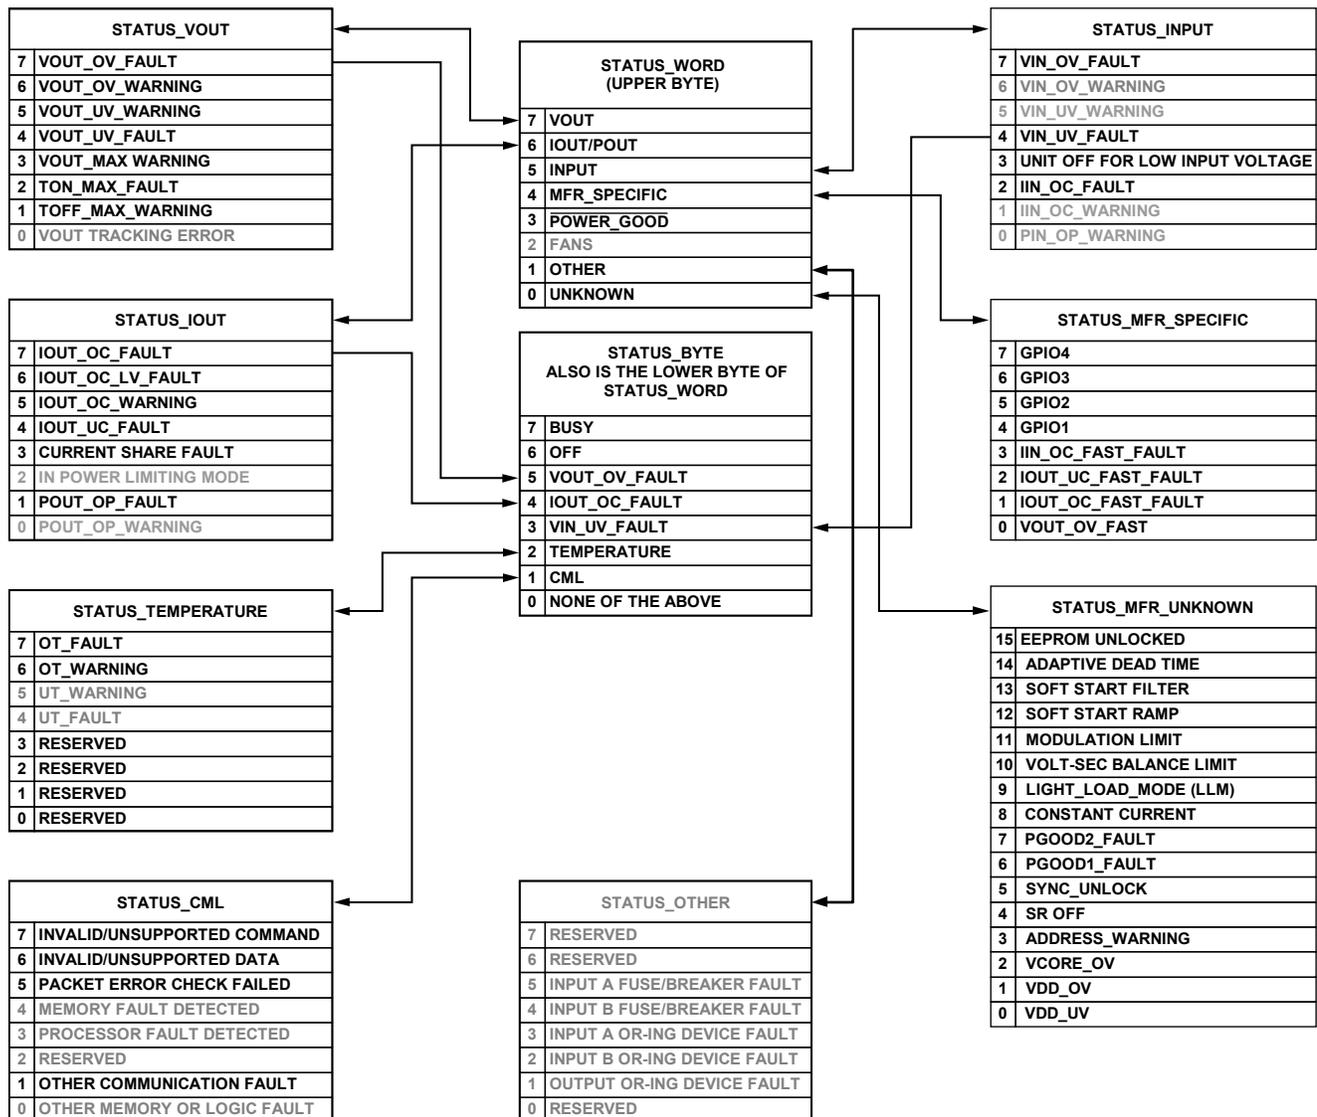 STATUS_VOUT
7 VOUT_OV_FAULT
6 VOUT_OV_WARNING
5 VOUT_UV_WARNING
4 VOUT_UV_FAULT
3 VOUT_MAX WARNING
2 TON_MAX_FAULT
1 TOFF_MAX_WARNING
0 VOUT TRACKING ERROR
STATUS_IOUT
7 IOUT_OC_FAULT
6 IOUT_OC_LV_FAULT
5 IOUT_OC_WARNING
4 IOUT_UC_FAULT
3 CURRENT SHARE FAULT
2 IN POWER LIMITING MODE
1 POUT_OP_FAULT
0 POUT_OP_WARNING
STATUS_TEMPERATURE
7 OT_FAULT
6 OT_WARNING
5 UT_WARNING
4 UT_FAULT
3 RESERVED
2 RESERVED
1 RESERVED
0 RESERVED
STATUS_CML
7 INVALID/UNSUPPORTED COMMAND
6 INVALID/UNSUPPORTED DATA
5 PACKET ERROR CHECK FAILED
4 MEMORY FAULT DETECTED
3 PROCESSOR FAULT DETECTED
2 RESERVED
1 OTHER COMMUNICATION FAULT
0 OTHER MEMORY OR LOGIC FAULT
STATUS_WORD
(UPPER BYTE)
7 VOUT
6 IOUT/POUT
5 INPUT
4 MFR_SPECIFIC
3 POWER_GOOD
2 FANS
1 OTHER
0 UNKNOWN
STATUS_BYTE
ALSO IS THE LOWER BYTE OF
STATUS_WORD
7 BUSY
6 OFF
5 VOUT_OV_FAULT
4 IOUT_OC_FAULT
3 VIN_UV_FAULT
2 TEMPERATURE
1 CML
0 NONE OF THE ABOVE
STATUS_OTHER
7 RESERVED
6 RESERVED
5 INPUT A FUSE/BREAKER FAULT
4 INPUT B FUSE/BREAKER FAULT
3 INPUT A OR-ING DEVICE FAULT
2 INPUT B OR-ING DEVICE FAULT
1 OUTPUT OR-ING DEVICE FAULT
0 RESERVED
STATUS_INPUT
7 VIN_OV_FAULT
6 VIN_OV_WARNING
5 VIN_UV_WARNING
4 VIN_UV_FAULT
3 UNIT OFF FOR LOW INPUT VOLTAGE
2 IIN_OC_FAULT
1 IIN_OC_WARNING
0 PIN_OP_WARNING
STATUS_MFR_SPECIFIC
7 GPIO4
6 GPIO3
5 GPIO2
4 GPIO1
3 IIN_OC_FAST_FAULT
2 IOUT_UC_FAST_FAULT
1 IOUT_OC_FAST_FAULT
0 VOUT_OV_FAST
STATUS_MFR_UNKNOWN
15 EEPROM UNLOCKED
14 ADAPTIVE DEAD TIME
13 SOFT START FILTER
12 SOFT START RAMP
11 MODULATION LIMIT
10 VOLT-SEC BALANCE LIMIT
9 LIGHT_LOAD_MODE (LLM)
8 CONSTANT CURRENT
7 PGOOD2_FAULT
6 PGOOD1_FAULT
5 SYNC_UNLOCK
4 SR OFF
3 ADDRESS_WARNING
2 VCORE_OV
1 VDD_OV
0 VDD_UV